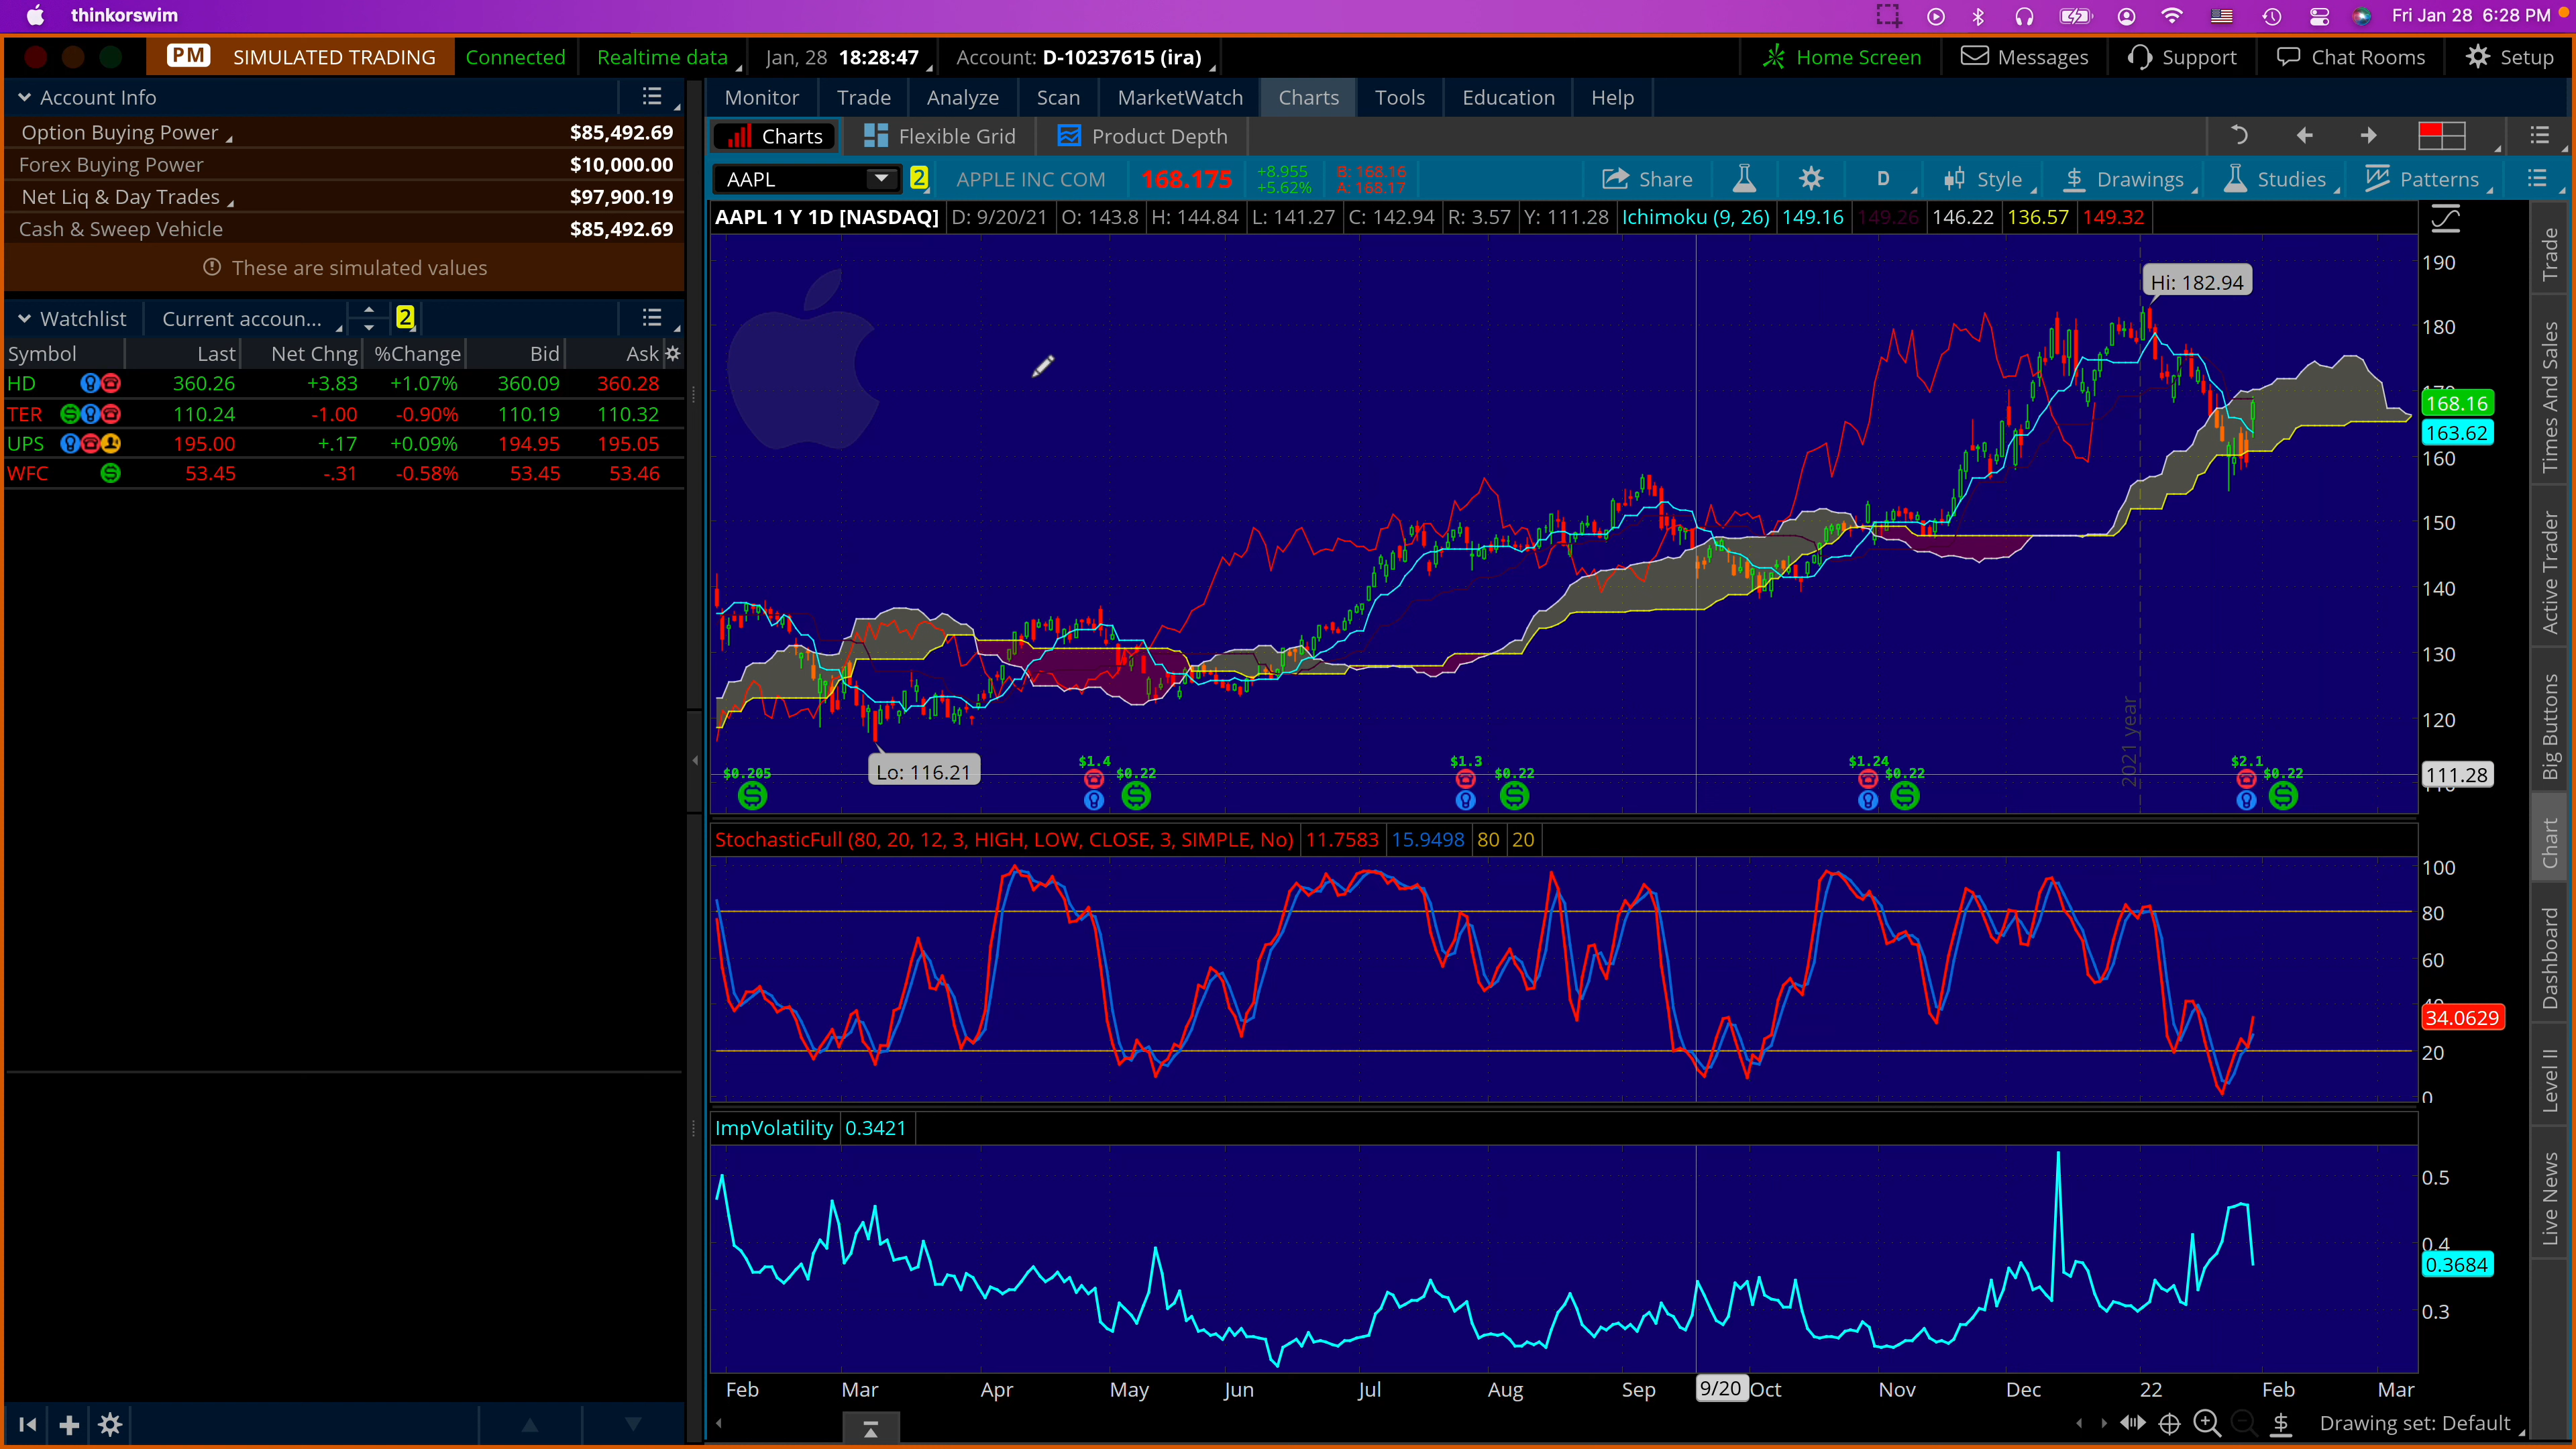 thinkorswim
Fri Jan 28 6:28 PM
PM SIMULATED TRADING Connected Realtime data Jan, 28 18:28:47 Account: D-10237615 (ira) Home Screen Messages Support Chat Rooms Setup
Account Info
Option Buying Power $85,492.69
Forex Buying Power $10,000.00
Net Liq & Day Trades $97,900.19
Cash & Sweep Vehicle $85,492.69
These are simulated values
Watchlist Current accoun... 2
Symbol Last Net Chng %Change Bid Ask
HD 360.26 +3.83 +1.07% 360.09 360.28
TER 110.24 -1.00 -0.90% 110.19 110.32
UPS 195.00 +.17 +0.09% 194.95 195.05
WFC 53.45 -.31 -0.58% 53.45 53.46
Monitor Trade Analyze Scan MarketWatch Charts Tools Education Help
Charts Flexible Grid Product Depth
AAPL 2 APPLE INC COM 168.175 +8.955 +5.62% B: 168.16 A: 168.17 Share D Style Drawings Studies Patterns
AAPL 1 Y 1D [NASDAQ] D: 9/20/21 O: 143.8 H: 144.84 L: 141.27 C: 142.94 R: 3.57 Y: 111.28 Ichimoku (9, 26) 149.16 149.26 146.22 136.57 149.32
190
Hi: 182.94
180
168.16
163.62
160
150
140
130
120
2021 year
Lo: 116.21
111.28
$0.205 $1.4 $0.22 $1.3 $0.22 $1.24 $0.22 $2.1 $0.22
StochasticFull (80, 20, 12, 3, HIGH, LOW, CLOSE, 3, SIMPLE, No) 11.7583 15.9498 80 20
100
80
60
34.0629
20
0
ImpVolatility 0.3421
0.5
0.4
0.3684
0.3
Feb Mar Apr May Jun Jul Aug Sep 9/20 Oct Nov Dec 22 Feb Mar
Drawing set: Default
Trade
Times And Sales
Active Trader
Big Buttons
Chart
Dashboard
Level II
Live News